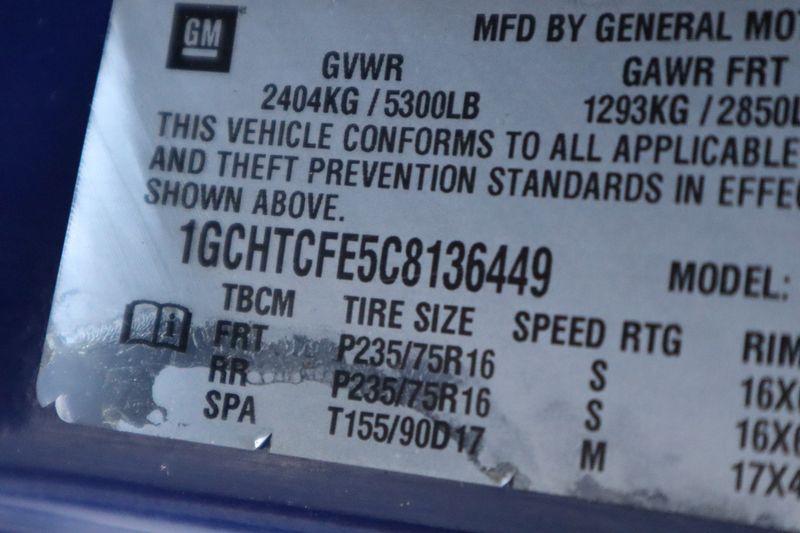 GM
MFD BY GENERAL MO
GVWR GAWR FRT
2404KG / 5300LB 1293KG / 2850L
THIS VEHICLE CONFORMS TO ALL APPLICABLE
AND THEFT PREVENTION STANDARDS IN EFFE
SHOWN ABOVE.
1GCHTCFE5C8136449 MODEL:
TBCM TIRE SIZE SPEED RTG RIM
FRT P235/75R16 S 16X
RR P235/75R16 S 16X
SPA T155/90D17 M 17X4